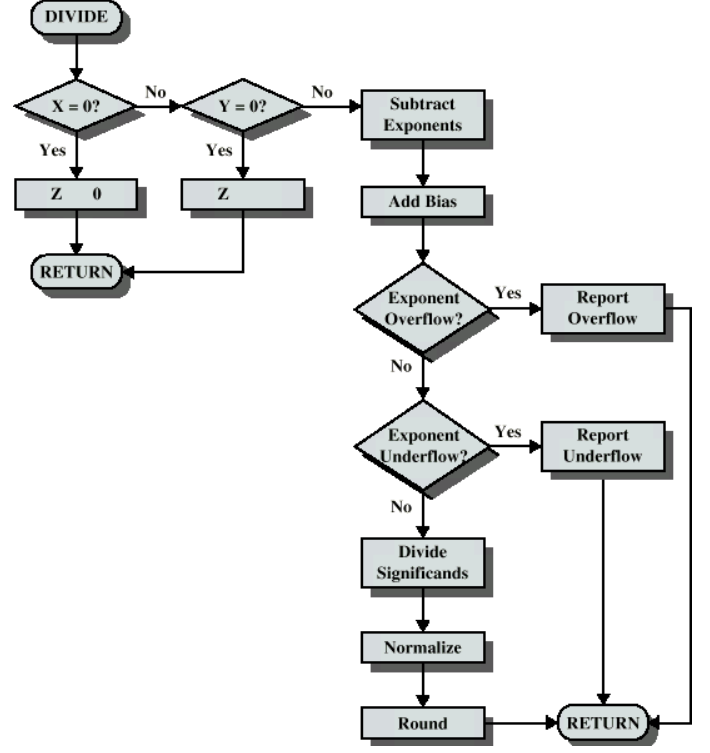 DIVIDE
X = 0?
No
Y = 0?
No
Subtract
Exponents
Yes
Yes
Z 0
Z
Add Bias
RETURN
Exponent
Overflow?
Yes
Report
Overflow
No
Exponent
Underflow?
Yes
Report
Underflow
No
Divide
Significands
Normalize
Round
RETURN